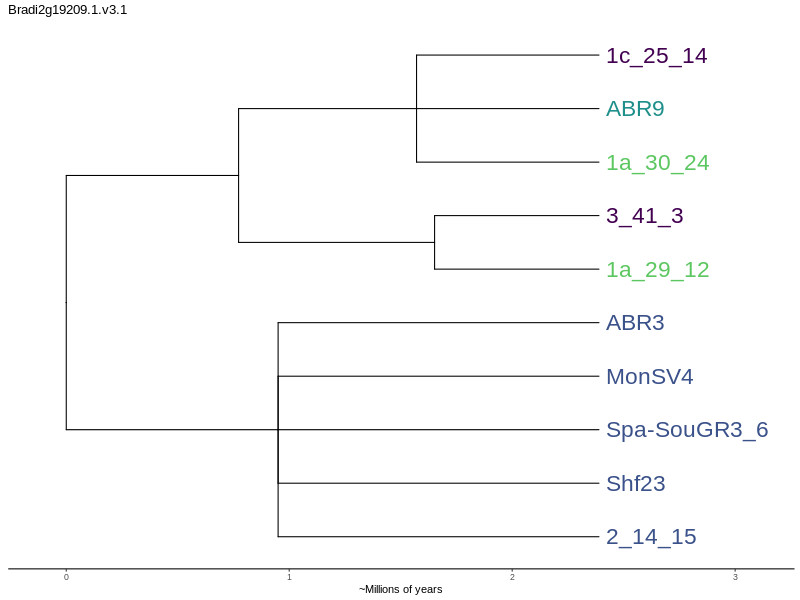 Bradi2g19209.1.v3.1
1c_25_14
ABR9
1a_30_24
3_41_3
1a_29_12
ABR3
MonSV4
Spa-SouGR3_6
Shf23
2_14_15
0 1 2 3
~Millions of years